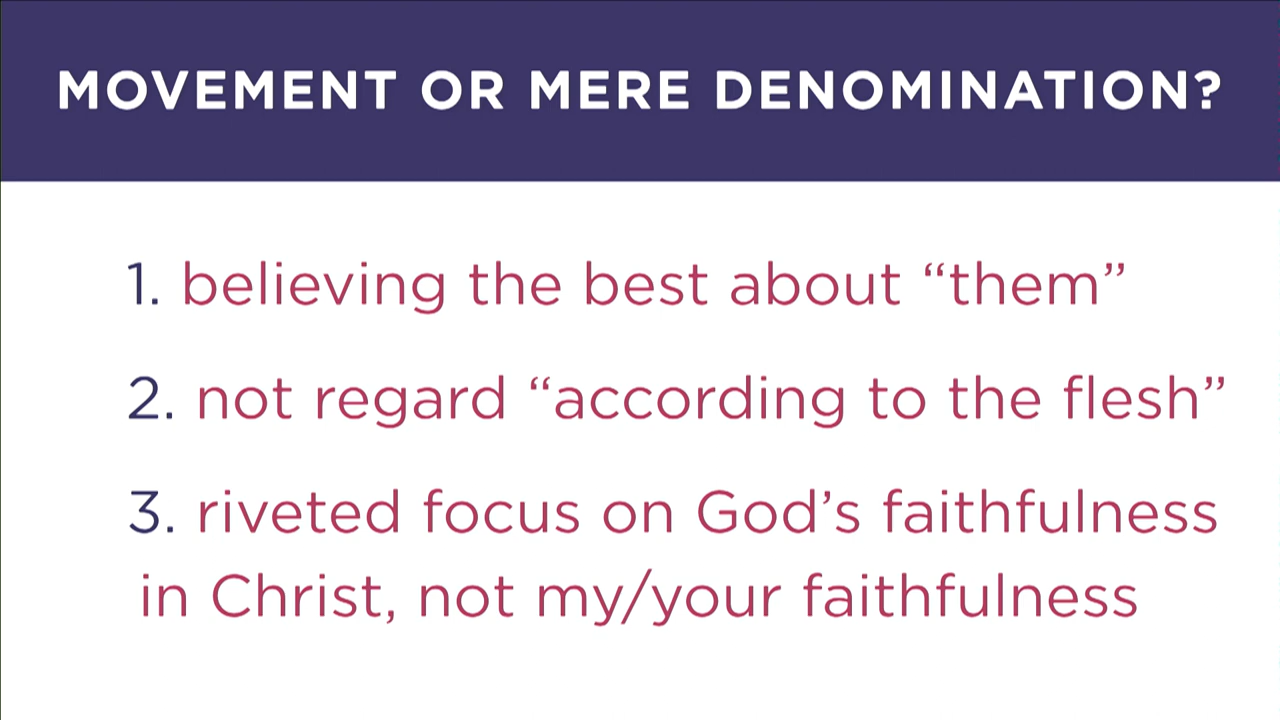 MOVEMENT OR MERE DENOMINATION?
1. believing the best about “them”
2. not regard “according to the flesh”
3. riveted focus on God’s faithfulness
in Christ, not my/your faithfulness